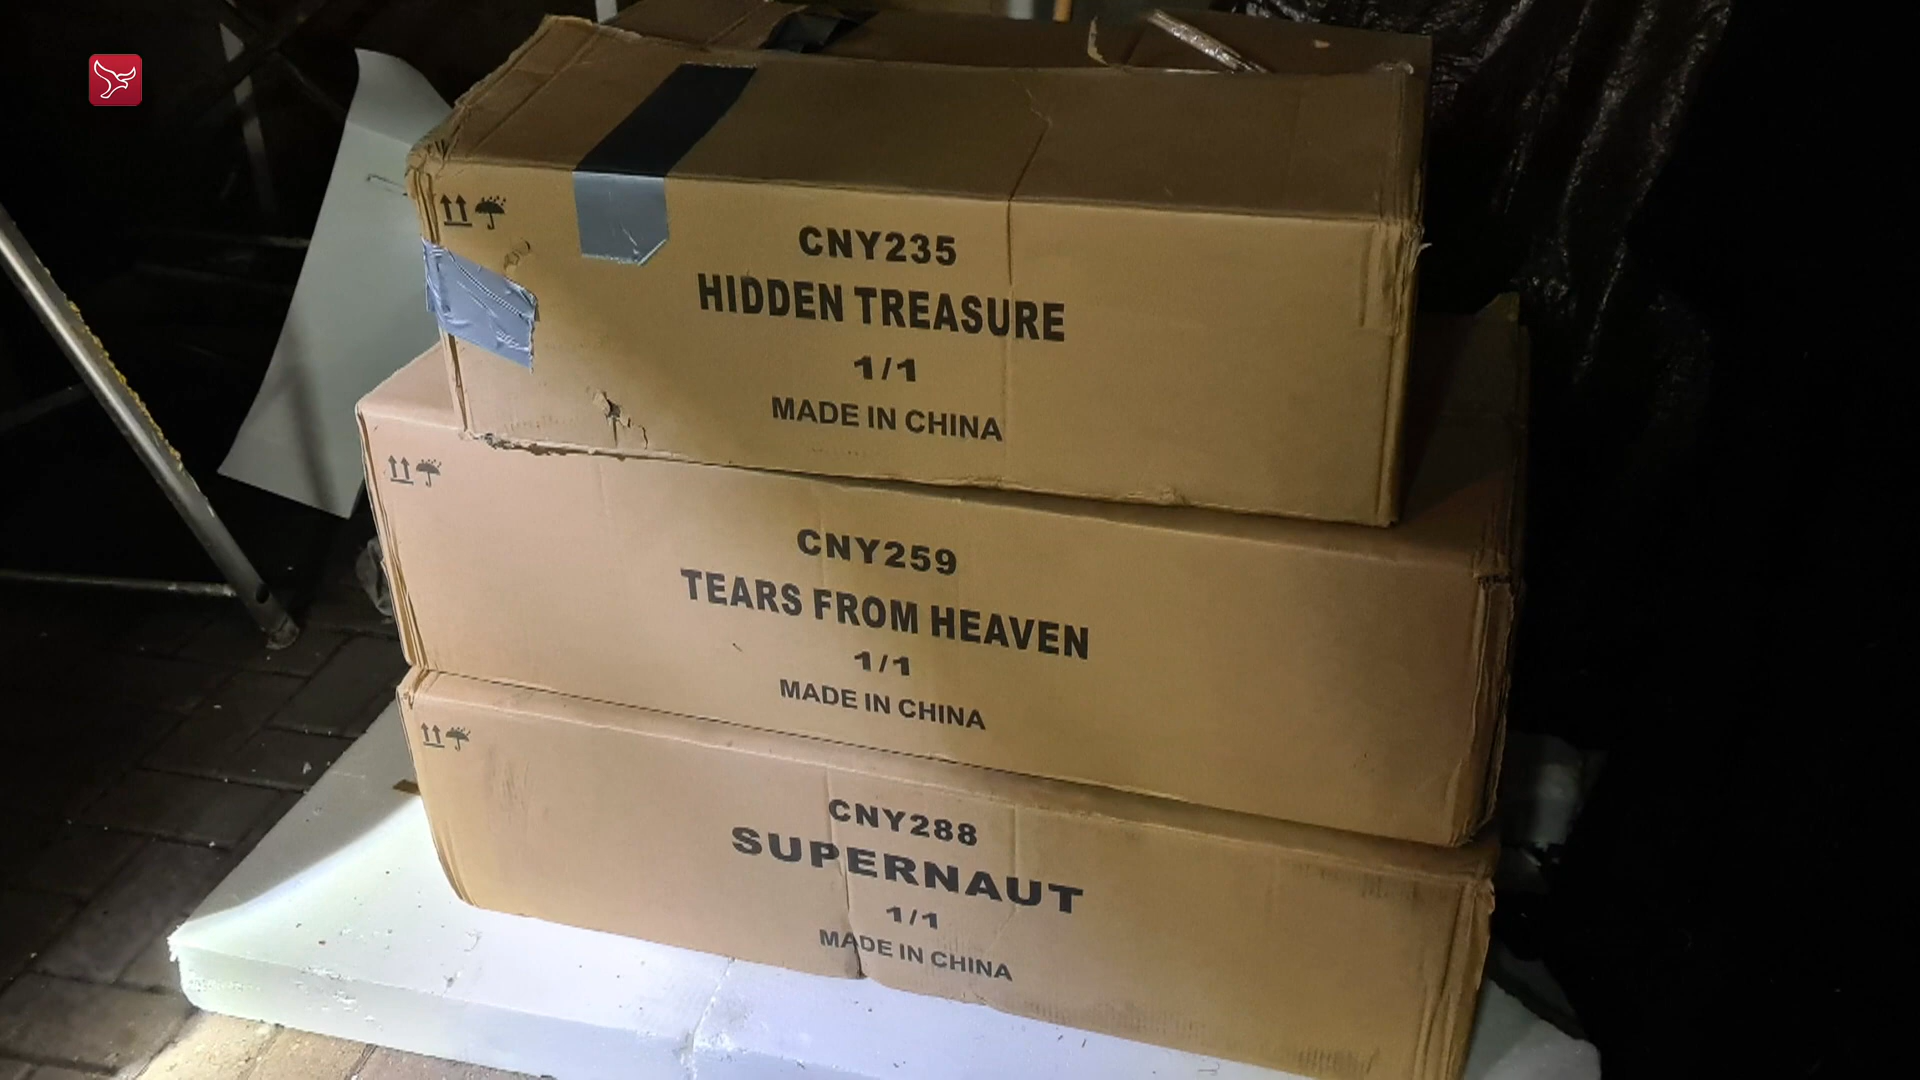 CNY235
HIDDEN TREASURE
1/1
MADE IN CHINA
CNY259
TEARS FROM HEAVEN
1/1
MADE IN CHINA
CNY288
SUPERNAUT
1/1
MADE IN CHINA